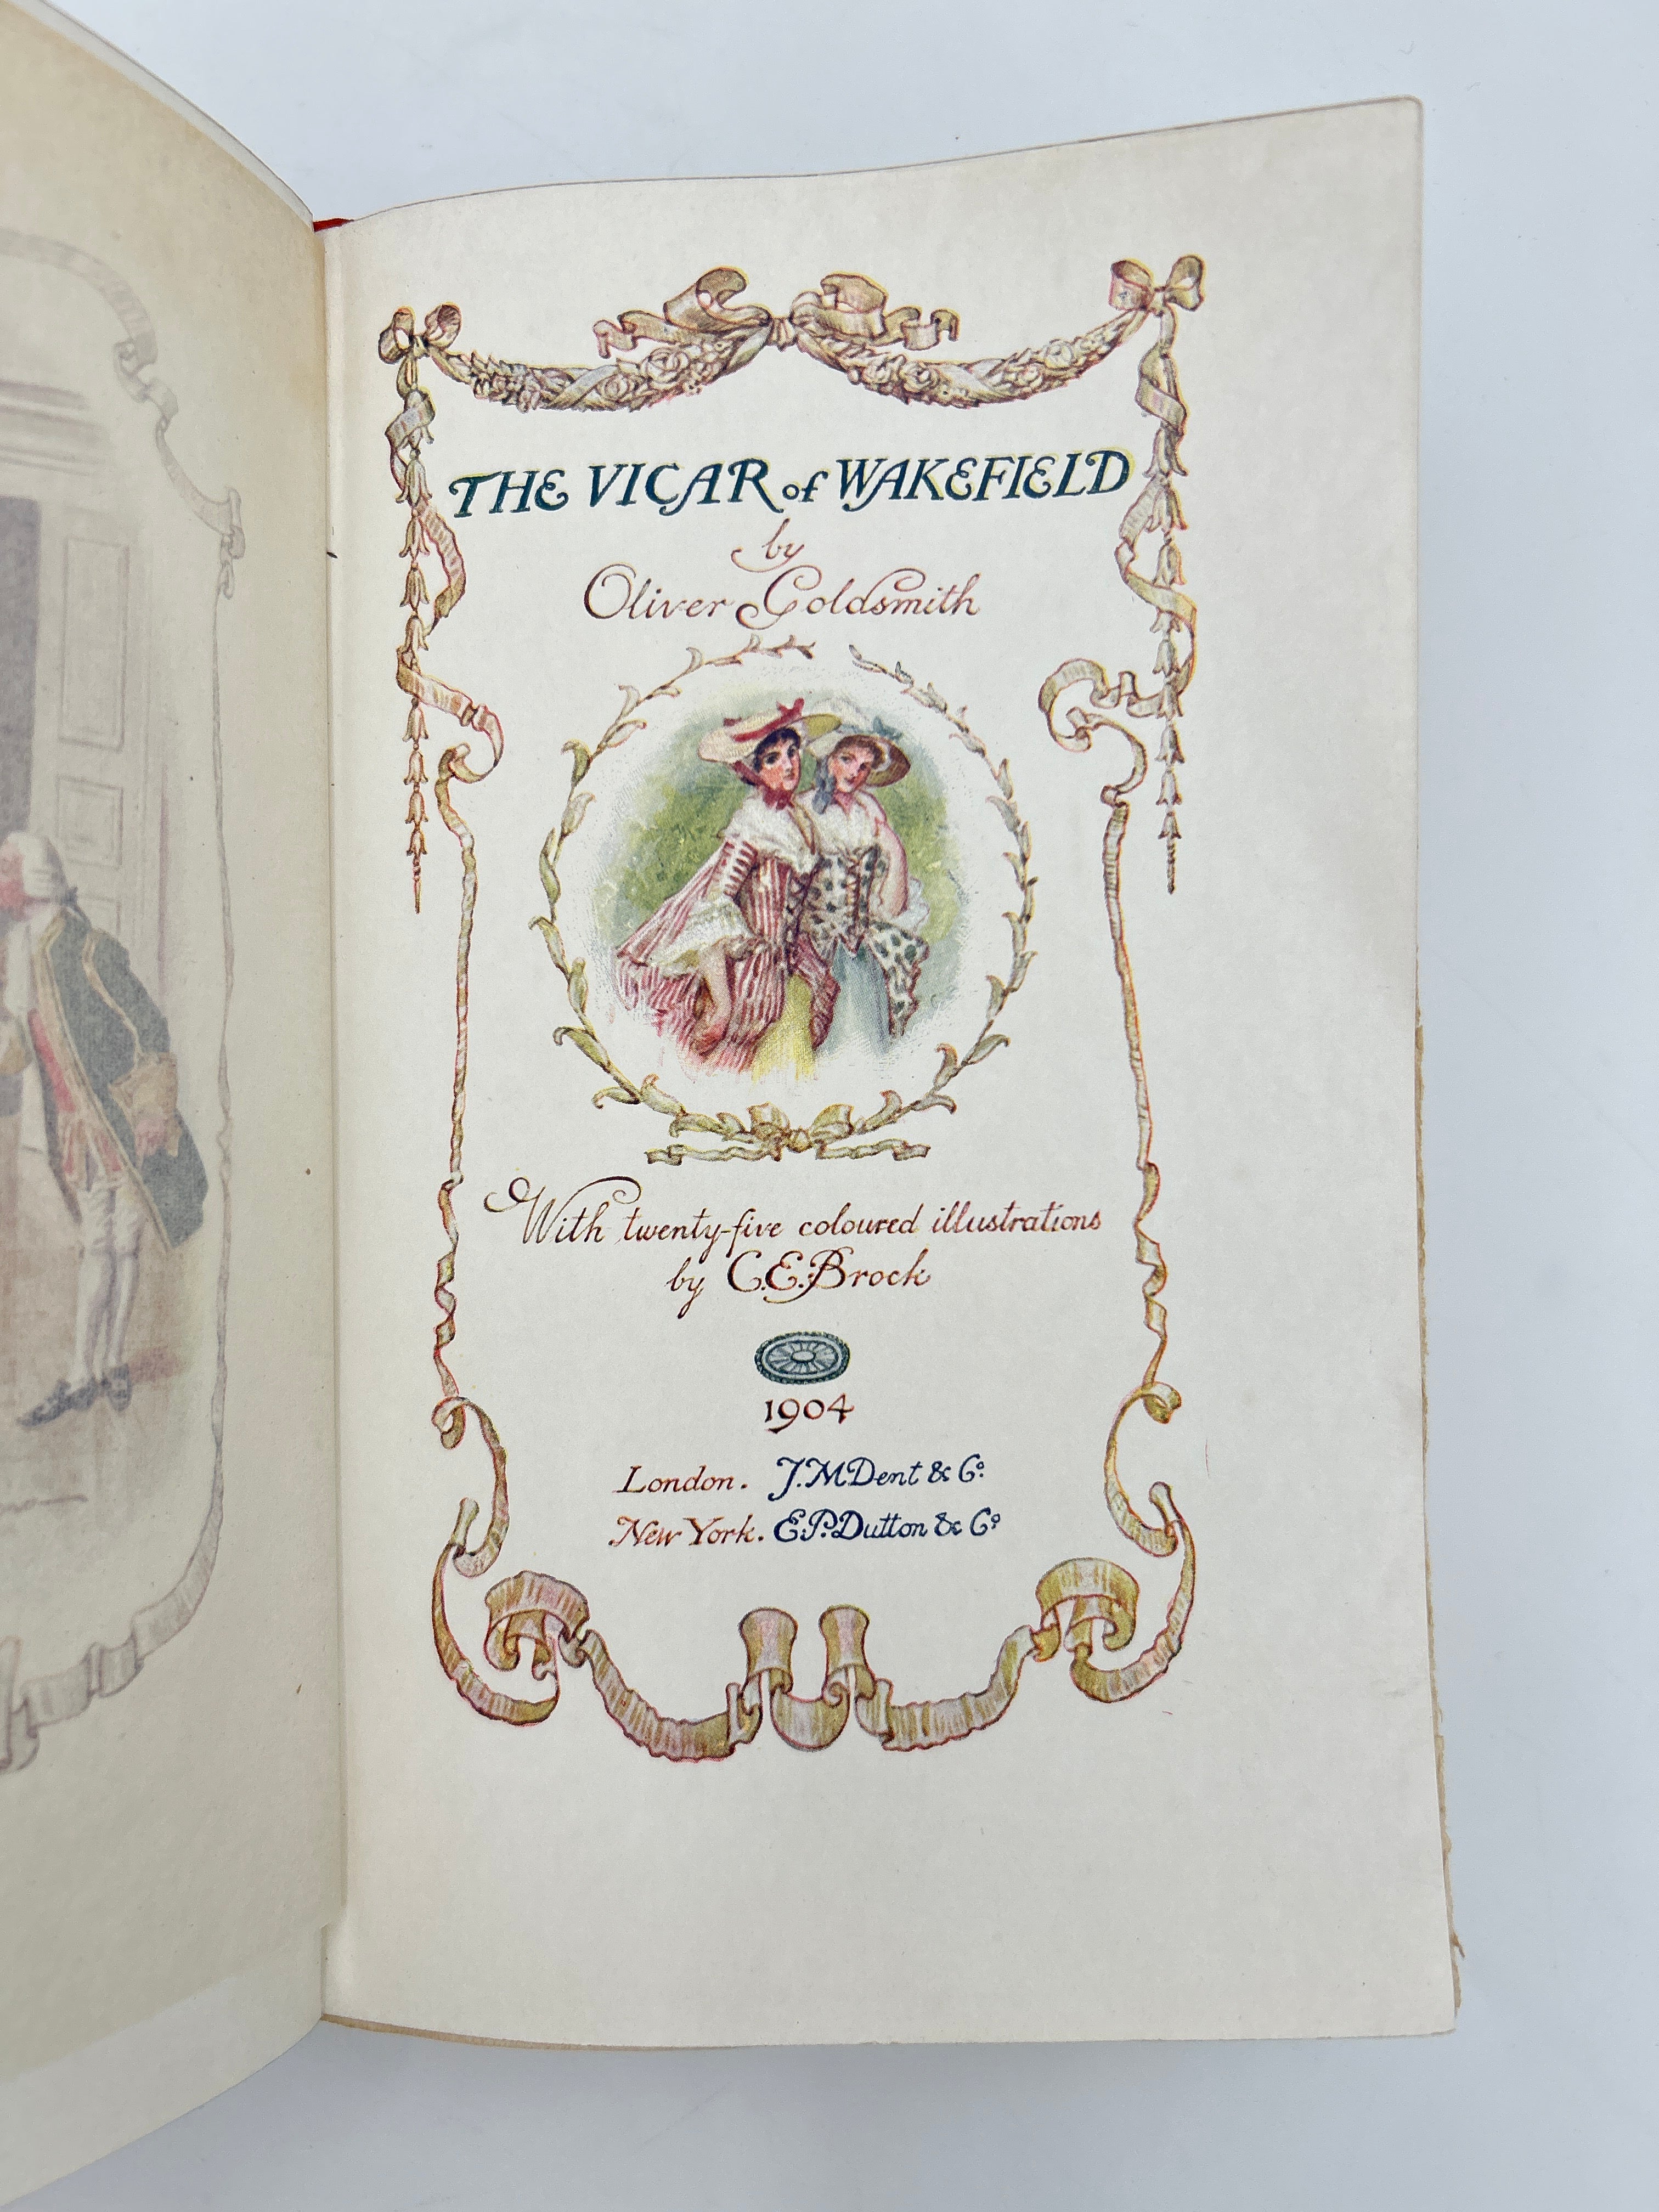 THE VICAR of WAKEFIELD
by
Oliver Goldsmith
With twenty-five coloured illustrations
by C.E. Brock
1904
London. J. M Dent & Co.
New York. E.P. Dutton & Co.